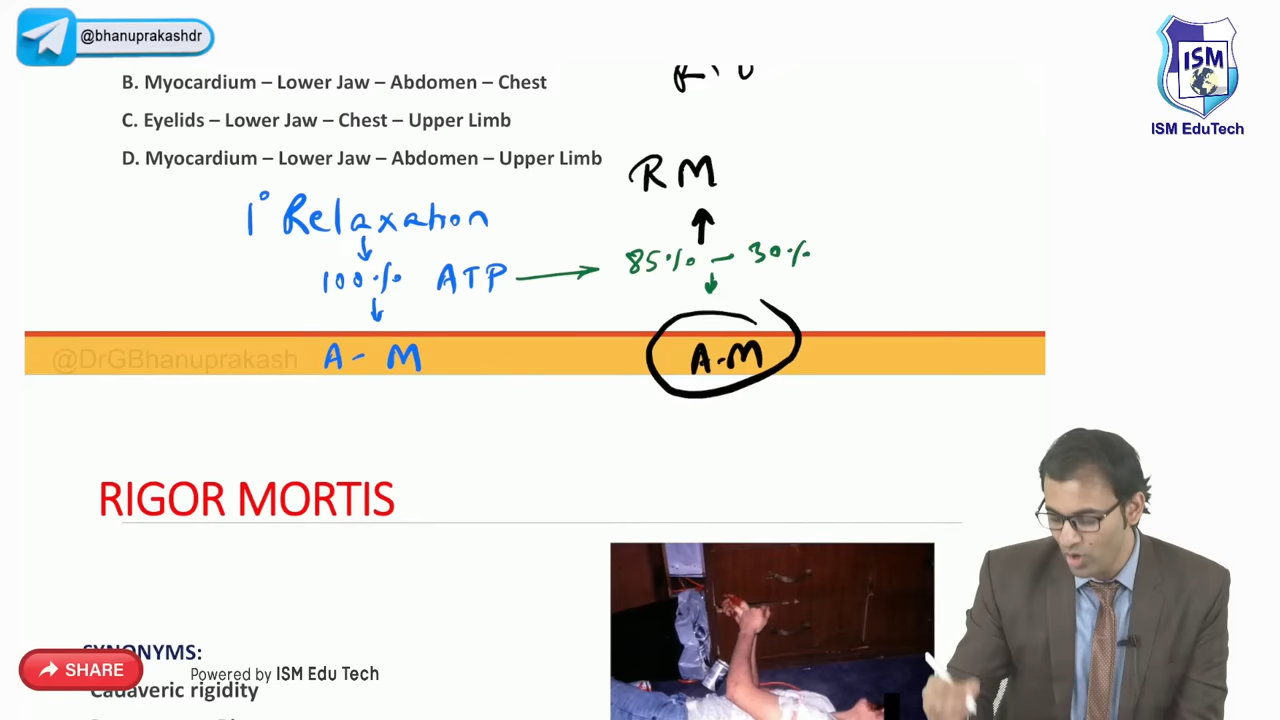 @bhanuprakashdr
B. Myocardium – Lower Jaw – Abdomen – Chest
C. Eyelids – Lower Jaw – Chest – Upper Limb
D. Myocardium – Lower Jaw – Abdomen – Upper Limb
ISM
ISM EduTech
RM
1° Relaxation
100% ATP → 85% – 30%
@DrGBhanuprakash
A - M
A-M
RIGOR MORTIS
SYNONYMS:
SHARE
Powered by ISM Edu Tech
Cadaveric rigidity